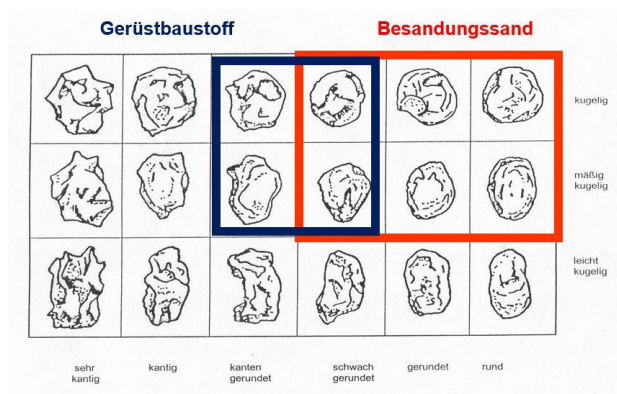 Gerüstbaustoff
Besandungssand
kugelig
mäßig
kugelig
leicht
kugelig
sehr
kantig
kantig
kanten
gerundet
schwach
gerundet
gerundet
rund